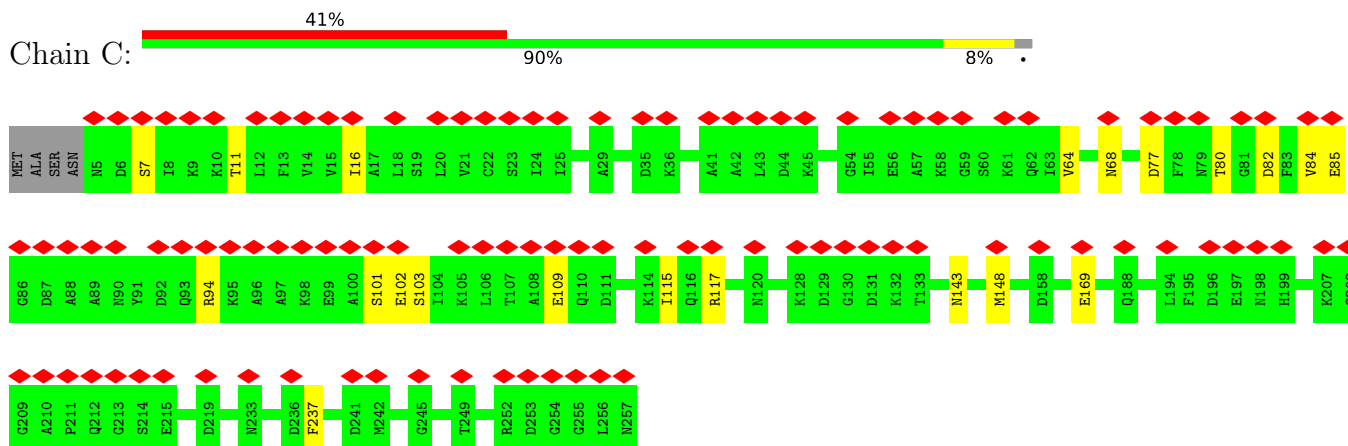 41%
Chain C:
90% 8% •
MET ALA SER ASN N5 D6 S7 I8 K9 K10 T11 L12 F13 V14 V15 I16 A17 L18 S19 L20 V21 C22 S23 I24 I25 A29 D35 K36 A41 A42 L43 D44 K45 G54 I55 E56 A57 K58 G59 S60 K61 Q62 I63 V64 N68 D77 F78 N79 T80 G81 D82 F83 V84 E85
G86 D87 A88 A89 N90 Y91 D92 Q93 R94 K95 A96 A97 K98 E99 A100 S101 E102 S103 I104 K105 L106 T107 A108 E109 Q110 D111 K114 I115 Q116 R117 N120 K128 D129 G130 D131 K132 T133 N143 M148 D158 E169 Q188 L194 F195 D196 E197 N198 H199 K207
G209 A210 P211 Q212 G213 S214 E215 D219 N233 D236 F237 D241 M242 G245 T249 R252 D253 G254 G255 L256 N257